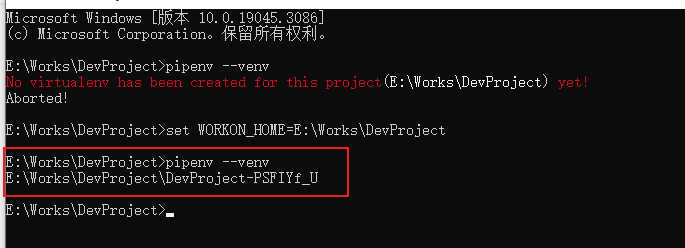 Microsoft Windows [版本 10.0.19045.3086]
(c) Microsoft Corporation。保留所有权利。
E:\Works\DevProject>pipenv --venv
No virtualenv has been created for this project(E:\Works\DevProject) yet!
Aborted!
E:\Works\DevProject>set WORKON_HOME=E:\Works\DevProject
E:\Works\DevProject>pipenv --venv
E:\Works\DevProject\DevProject-PSFIYf_U
E:\Works\DevProject>